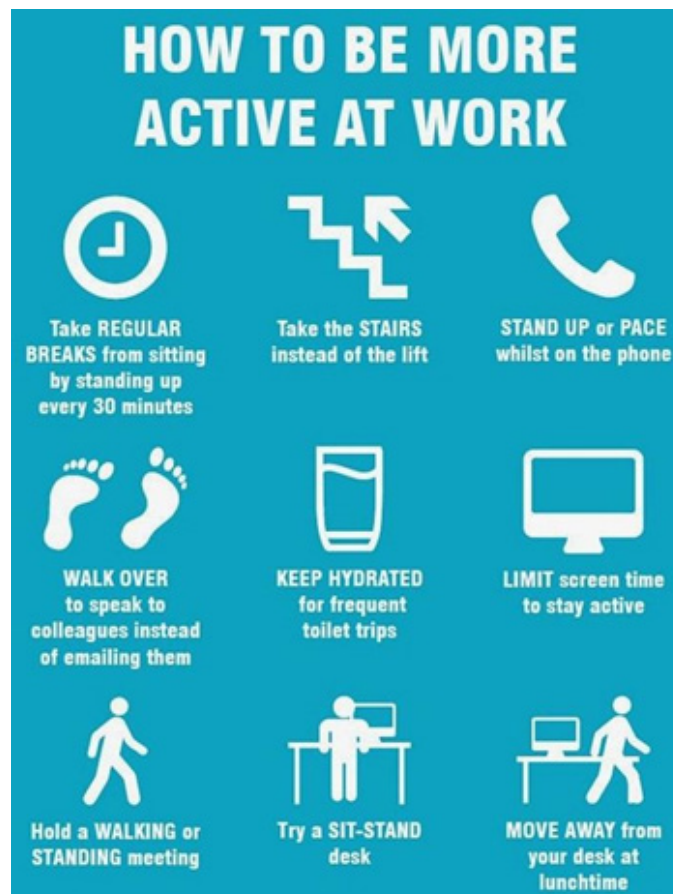 HOW TO BE MORE
ACTIVE AT WORK
Take REGULAR
BREAKS from sitting
by standing up
every 30 minutes
Take the STAIRS
instead of the lift
STAND UP or PACE
whilst on the phone
WALK OVER
to speak to
colleagues instead
of emailing them
KEEP HYDRATED
for frequent
toilet trips
LIMIT screen time
to stay active
Hold a WALKING or
STANDING meeting
Try a SIT-STAND
desk
MOVE AWAY from
your desk at
lunchtime